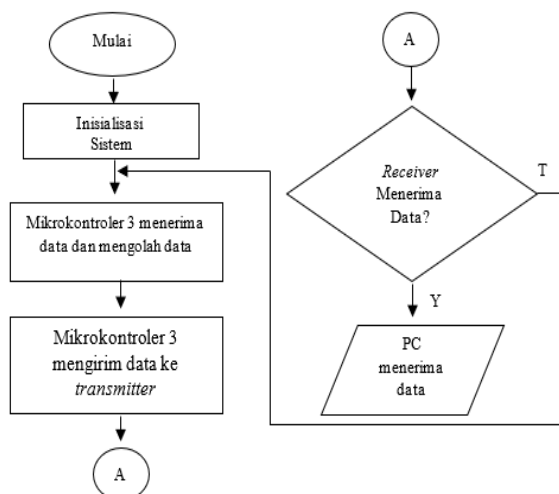 Mulai
Inisialisasi
Sistem
Mikrokontroler 3 menerima
data dan mengolah data
Mikrokontroler 3
mengirim data ke
transmitter
A
A
Receiver
Menerima
Data?
T
Y
PC
menerima
data